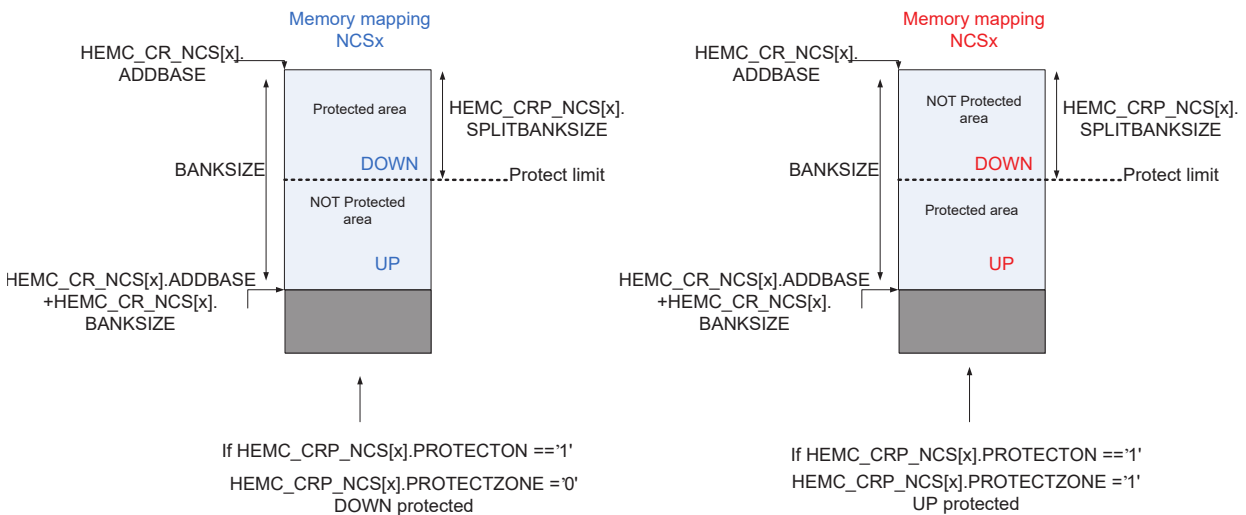 Memory mapping
NCSx
HEMC_CR_NCS[x].
ADDBASE
Protected area
HEMC_CRP_NCS[x].
SPLITBANKSIZE
BANKSIZE
DOWN
Protect limit
NOT Protected
area
UP
HEMC_CR_NCS[x].ADDBASE
+HEMC_CR_NCS[x].
BANKSIZE
If HEMC_CRP_NCS[x].PROTECTON =='1'
HEMC_CRP_NCS[x].PROTECTZONE ='0'
DOWN protected
Memory mapping
NCSx
HEMC_CR_NCS[x].
ADDBASE
NOT Protected
area
HEMC_CRP_NCS[x].
SPLITBANKSIZE
BANKSIZE
DOWN
Protect limit
Protected area
UP
HEMC_CR_NCS[x].ADDBASE
+HEMC_CR_NCS[x].
BANKSIZE
If HEMC_CRP_NCS[x].PROTECTON =='1'
HEMC_CRP_NCS[x].PROTECTZONE ='1'
UP protected